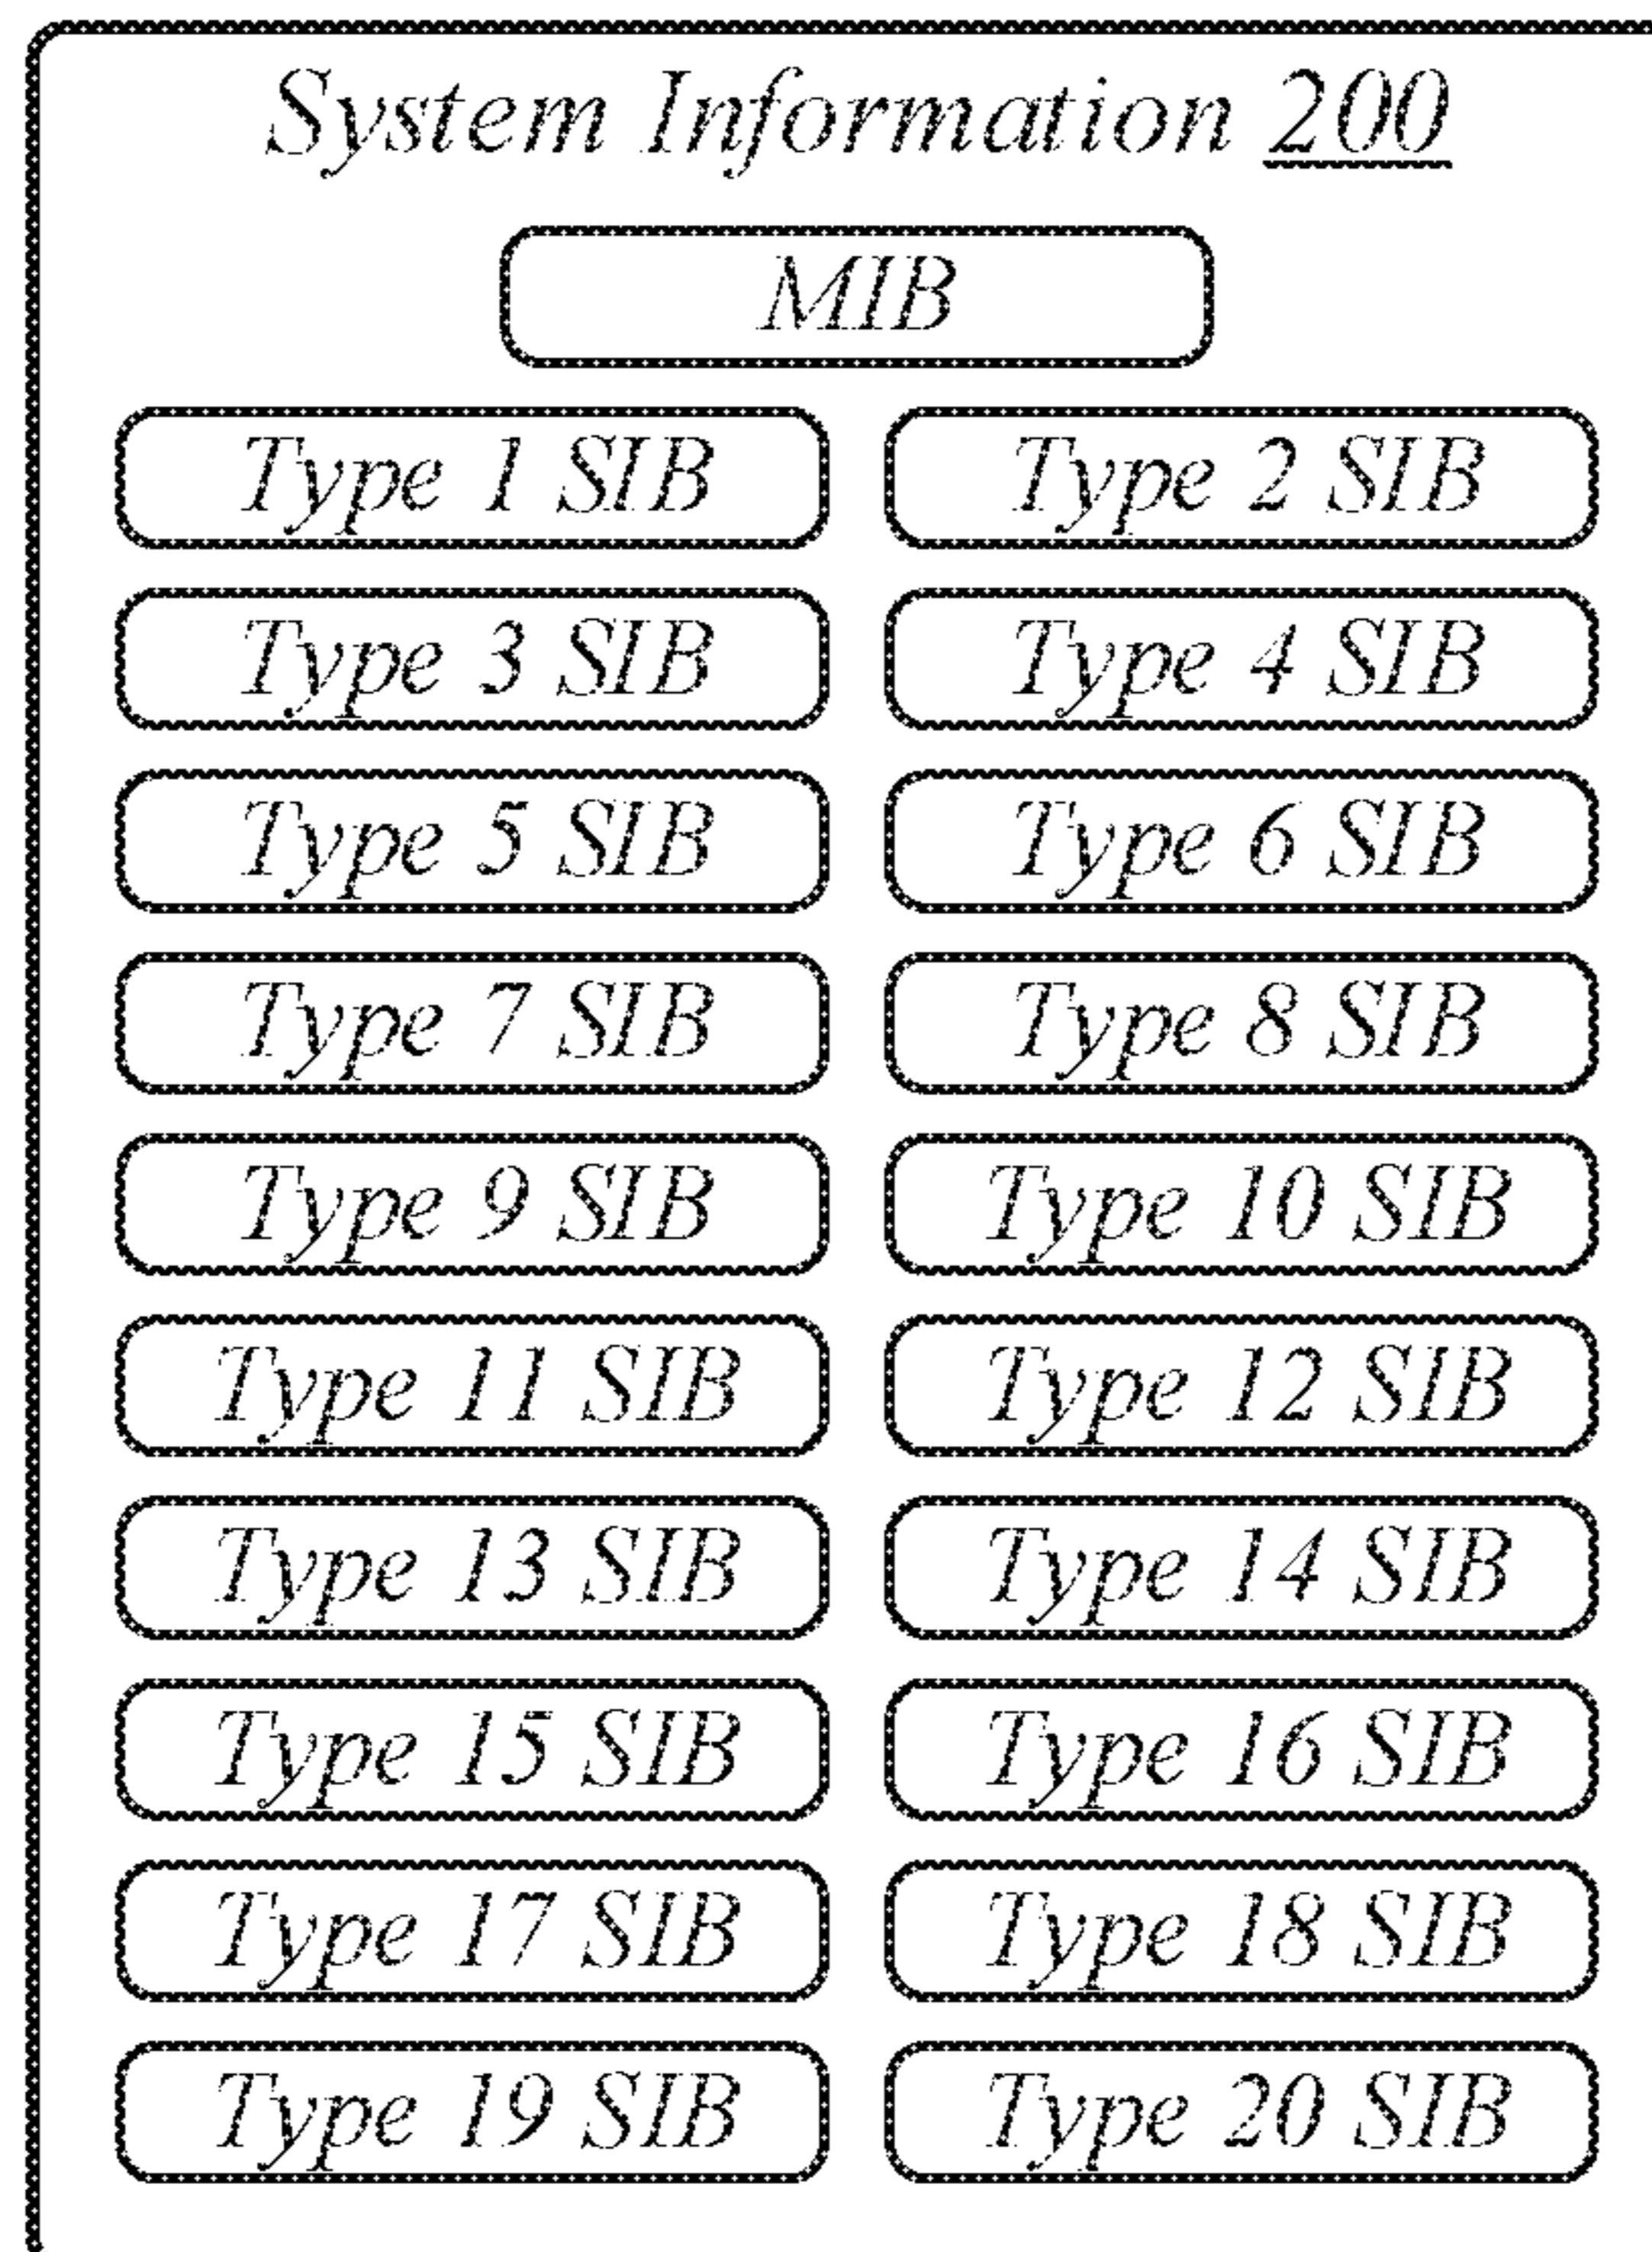 System Information 200
MIB
Type 1 SIB Type 2 SIB
Type 3 SIB Type 4 SIB
Type 5 SIB Type 6 SIB
Type 7 SIB Type 8 SIB
Type 9 SIB Type 10 SIB
Type 11 SIB Type 12 SIB
Type 13 SIB Type 14 SIB
Type 15 SIB Type 16 SIB
Type 17 SIB Type 18 SIB
Type 19 SIB Type 20 SIB